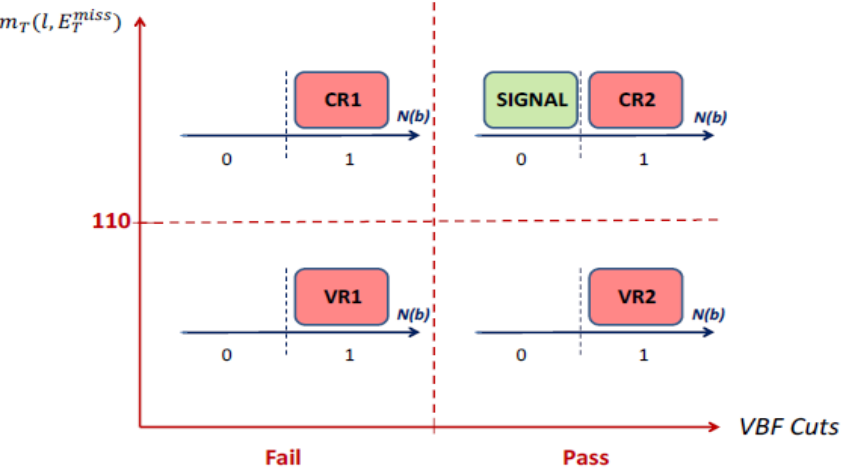 m_T(l, E_T^{miss})
CR1
N(b)
0 1
SIGNAL CR2
N(b)
0 1
110
VR1
N(b)
0 1
VR2
N(b)
0 1
VBF Cuts
Fail Pass